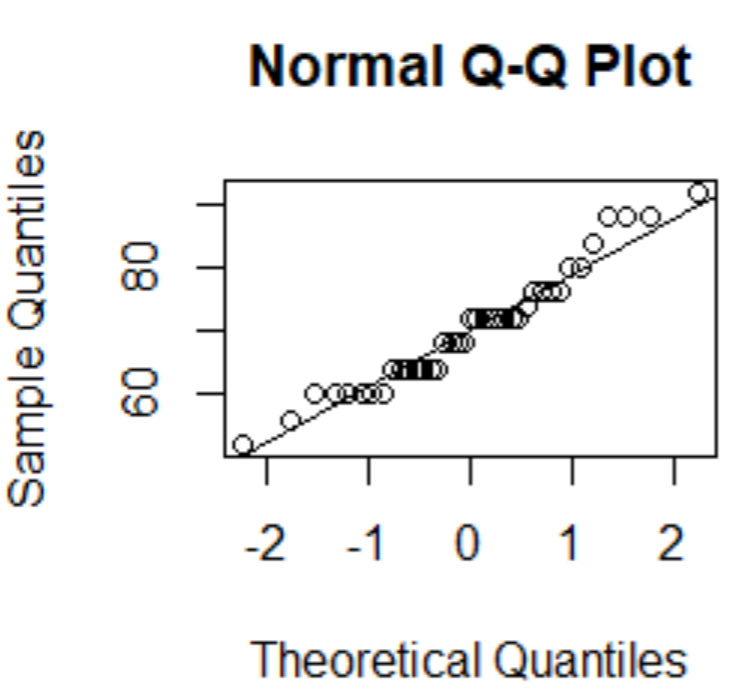 Normal Q-Q Plot
Sample Quantiles
80
60
-2 -1 0 1 2
Theoretical Quantiles